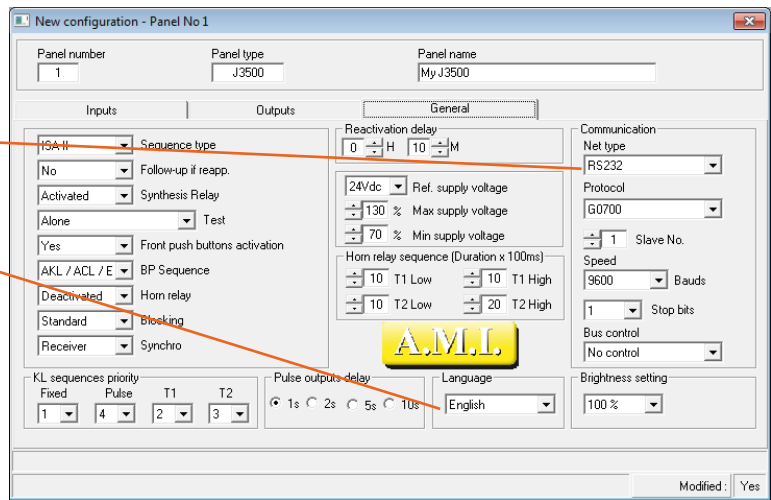 New configuration - Panel No 1
Panel number Panel type Panel name
1 J3500 My J3500
Inputs Outputs General
ISA-II Sequence type
No Follow-up if reapp.
Activated Synthesis Relay
Alone Test
Yes Front push buttons activation
AKL / ACL / E BP Sequence
Deactivated Horn relay
Standard Blocking
Receiver Synchro
Reactivation delay
0 H 10 M
24Vdc Ref. supply voltage
130 % Max supply voltage
70 % Min supply voltage
Horn relay sequence (Duration x 100ms)
10 T1 Low 10 T1 High
10 T2 Low 20 T2 High
A.M.I.
Communication
Net type
RS232
Protocol
G0700
1 Slave No.
Speed
9600 Bauds
1 Stop bits
Bus control
No control
KL sequences priority
Fixed Pulse T1 T2
1 4 2 3
Pulse outputs delay
1s 2s 5s 10s
Language
English
Brightness setting
100 %
Modified : Yes